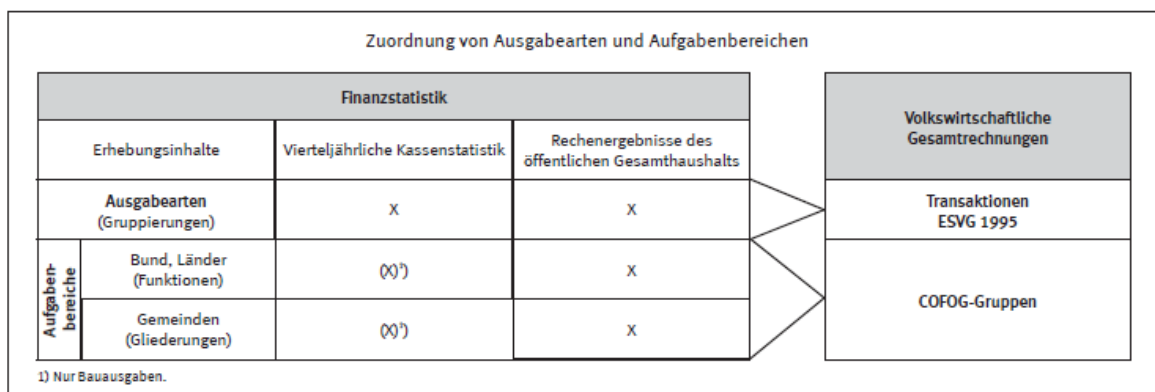 Zuordnung von Ausgabearten und Aufgabenbereichen
Finanzstatistik
Volkswirtschaftliche
Gesamtrechnungen
Erhebungsinhalte
Vierteljährliche Kassenstatistik
Rechenergebnisse des
öffentlichen Gesamthaushalts
Ausgabearten
(Gruppierungen)
X
X
Transaktionen
ESVG 1995
Aufgaben-
bereiche
Bund, Länder
(Funktionen)
(X)¹)
X
COFOG-Gruppen
Gemeinden
(Gliederungen)
(X)¹)
X
1) Nur Bauausgaben.